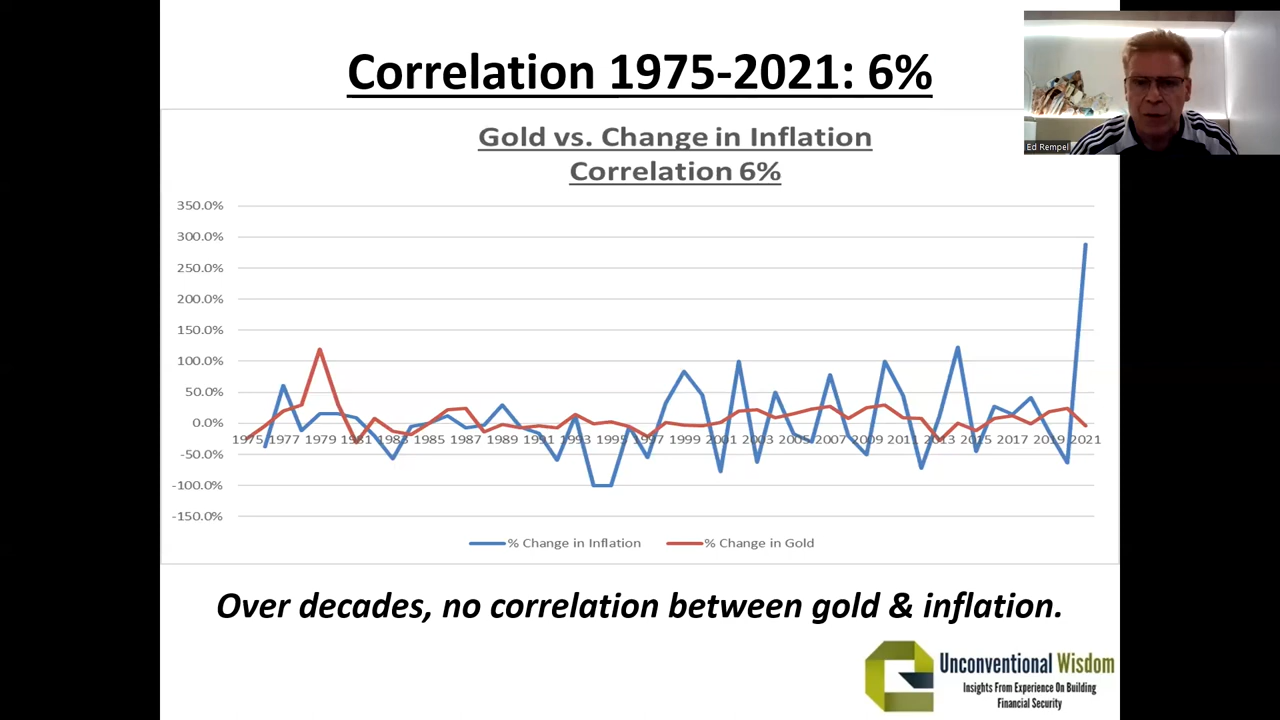 Correlation 1975-2021: 6%
Ed Rempel
Gold vs. Change in Inflation
Correlation 6%
350.0%
300.0%
250.0%
200.0%
150.0%
100.0%
50.0%
0.0%
1975 1977 1979 1981 1983 1985 1987 1989 1991 1993 1995 1997 1999 2001 2003 2005 2007 2009 2011 2013 2015 2017 2019 2021
-50.0%
-100.0%
-150.0%
% Change in Inflation % Change in Gold
Over decades, no correlation between gold & inflation.
Unconventional Wisdom
Insights From Experience On Building
Financial Security